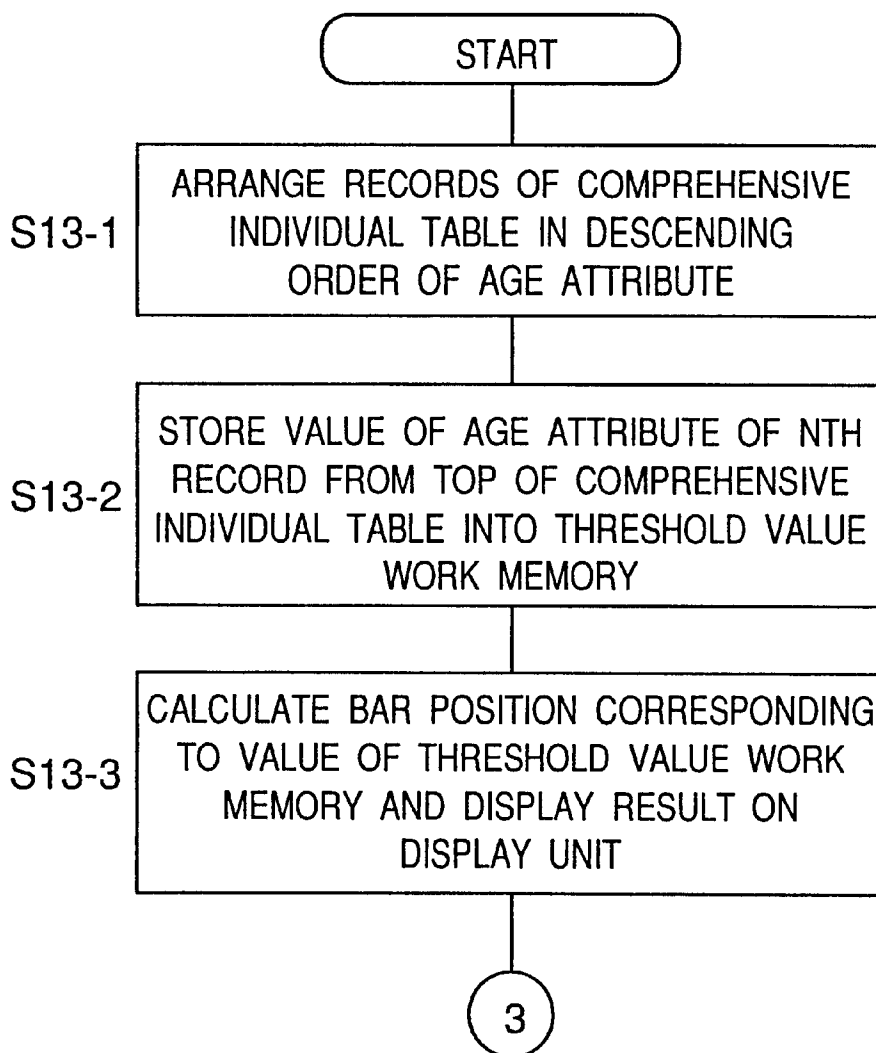 START
S13-1
ARRANGE RECORDS OF COMPREHENSIVE
INDIVIDUAL TABLE IN DESCENDING
ORDER OF AGE ATTRIBUTE
S13-2
STORE VALUE OF AGE ATTRIBUTE OF NTH
RECORD FROM TOP OF COMPREHENSIVE
INDIVIDUAL TABLE INTO THRESHOLD VALUE
WORK MEMORY
S13-3
CALCULATE BAR POSITION CORRESPONDING
TO VALUE OF THRESHOLD VALUE WORK
MEMORY AND DISPLAY RESULT ON
DISPLAY UNIT
3